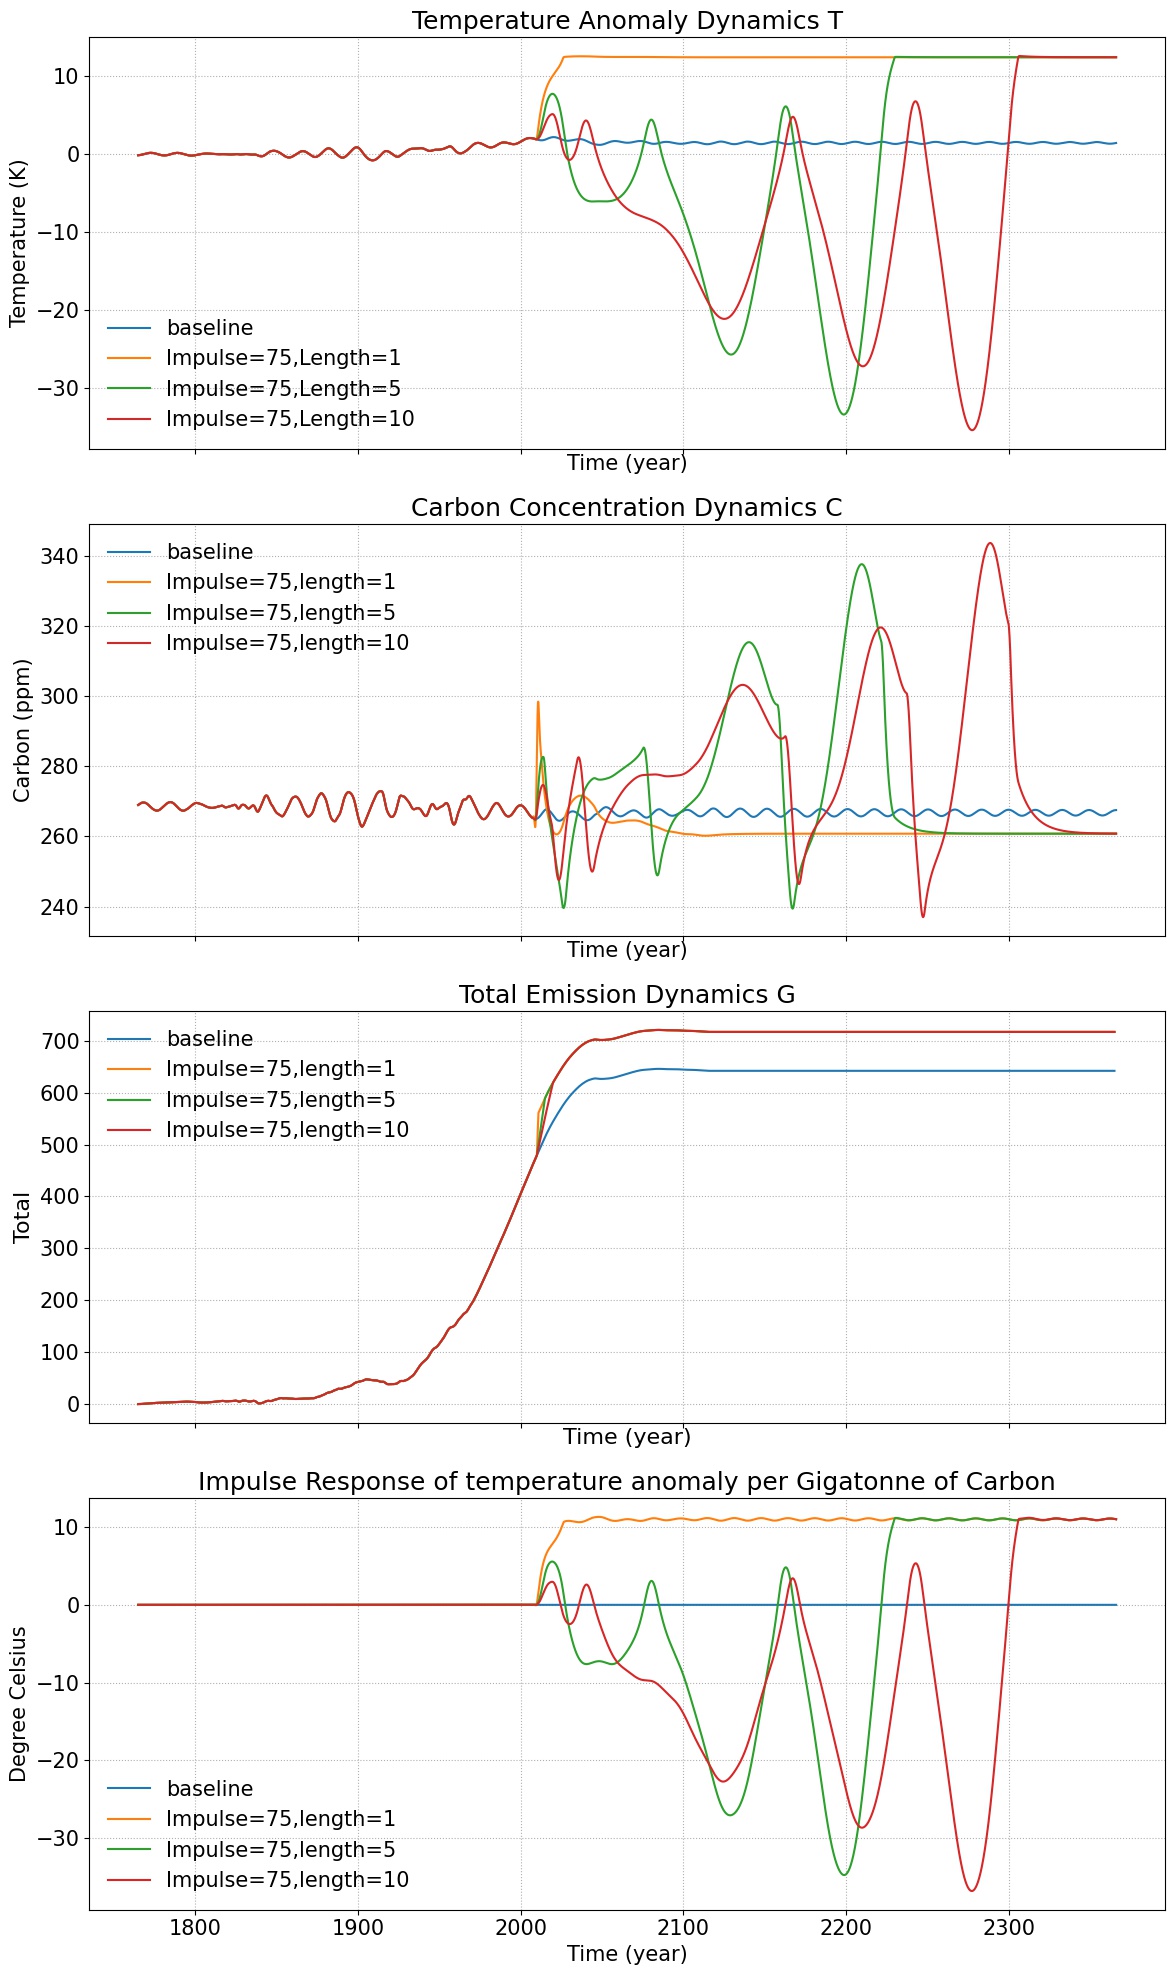 Temperature Anomaly Dynamics T
10
0
−10
−20
−30
Temperature (K)
baseline
Impulse=75,Length=1
Impulse=75,Length=5
Impulse=75,Length=10
Time (year)
Carbon Concentration Dynamics C
340
320
300
280
260
240
Carbon (ppm)
baseline
Impulse=75,length=1
Impulse=75,length=5
Impulse=75,length=10
Time (year)
Total Emission Dynamics G
700
600
500
400
300
200
100
0
Total
baseline
Impulse=75,length=1
Impulse=75,length=5
Impulse=75,length=10
Time (year)
Impulse Response of temperature anomaly per Gigatonne of Carbon
10
0
−10
−20
−30
Degree Celsius
baseline
Impulse=75,length=1
Impulse=75,length=5
Impulse=75,length=10
1800 1900 2000 2100 2200 2300
Time (year)